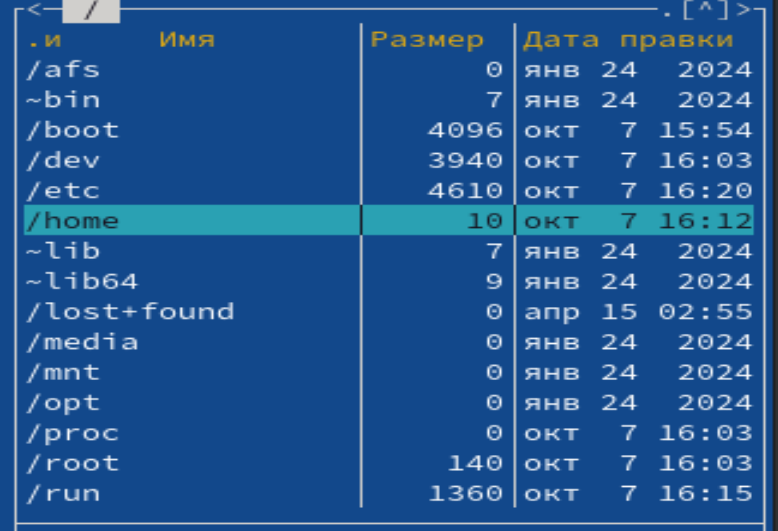 <- / .[^]>
.и Имя Размер Дата правки
/afs 0 янв 24 2024
~bin 7 янв 24 2024
/boot 4096 окт 7 15:54
/dev 3940 окт 7 16:03
/etc 4610 окт 7 16:20
/home 10 окт 7 16:12
~lib 7 янв 24 2024
~lib64 9 янв 24 2024
/lost+found 0 апр 15 02:55
/media 0 янв 24 2024
/mnt 0 янв 24 2024
/opt 0 янв 24 2024
/proc 0 окт 7 16:03
/root 140 окт 7 16:03
/run 1360 окт 7 16:15